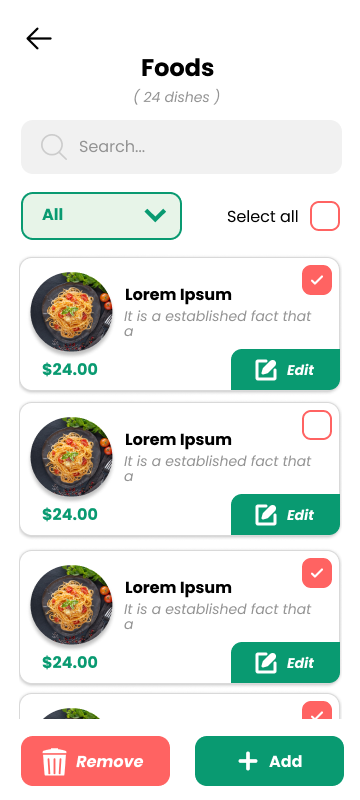 Foods
( 24 dishes )
Search...
All
Select all
Lorem Ipsum
It is a established fact that
a
$24.00
Edit
Lorem Ipsum
It is a established fact that
a
$24.00
Edit
Lorem Ipsum
It is a established fact that
a
$24.00
Edit
Remove
Add